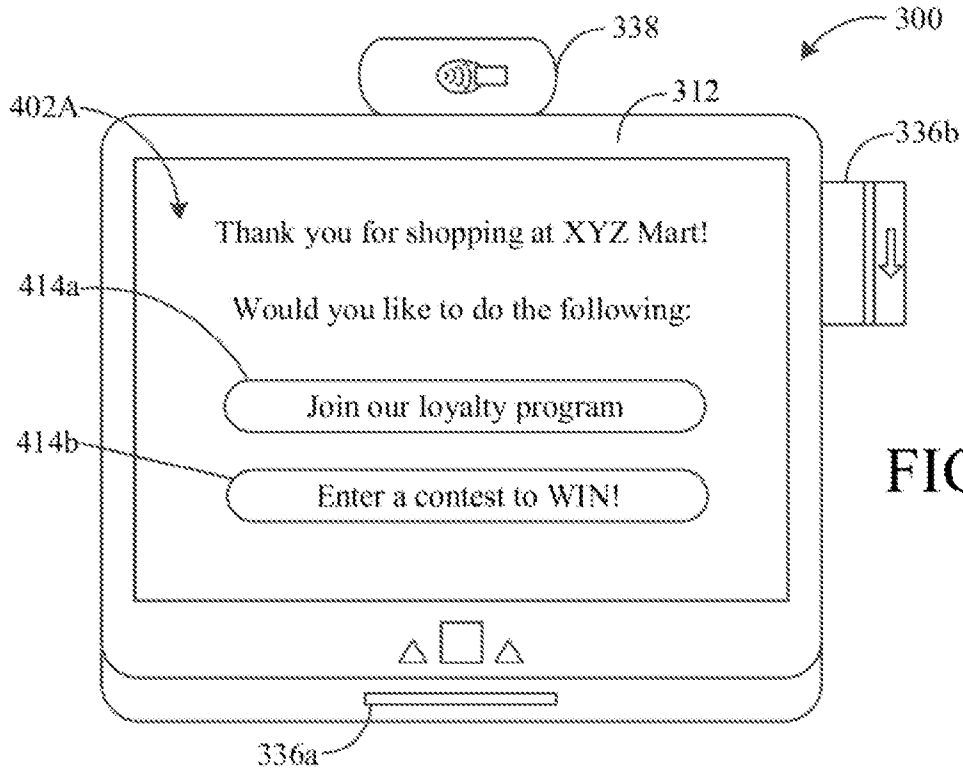 338
300
312
402A
336b
Thank you for shopping at XYZ Mart!
414a
Would you like to do the following:
Join our loyalty program
414b
Enter a contest to WIN!
336a